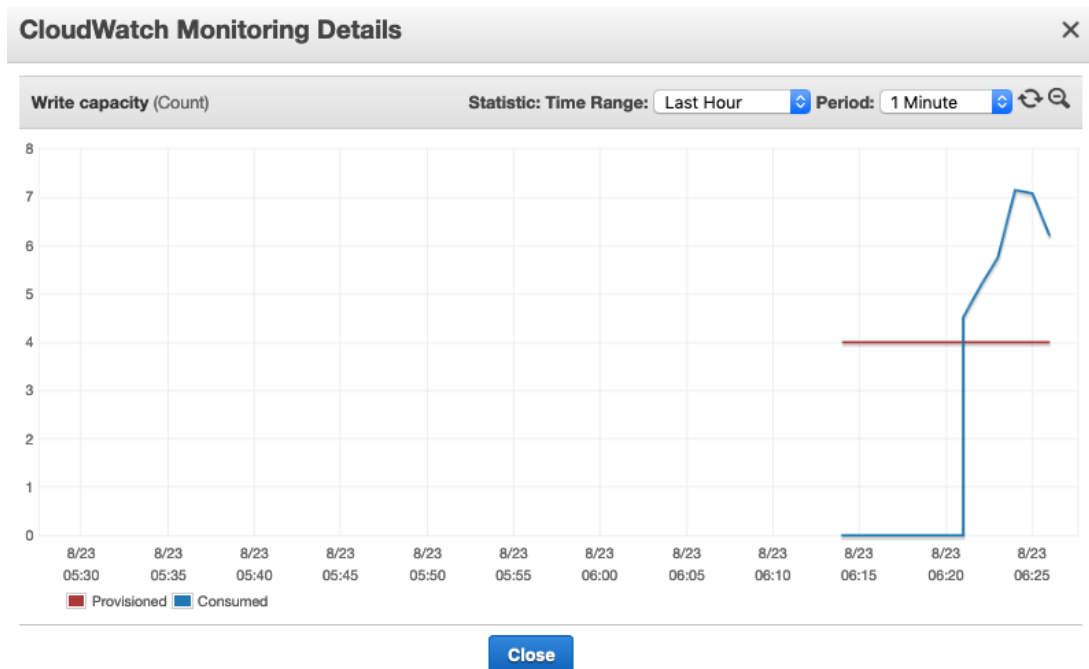 CloudWatch Monitoring Details ×
Write capacity (Count) Statistic: Time Range: Last Hour Period: 1 Minute
8
7
6
5
4
3
2
1
0
8/23 8/23 8/23 8/23 8/23 8/23 8/23 8/23 8/23 8/23 8/23 8/23
05:30 05:35 05:40 05:45 05:50 05:55 06:00 06:05 06:10 06:15 06:20 06:25
Provisioned Consumed
Close